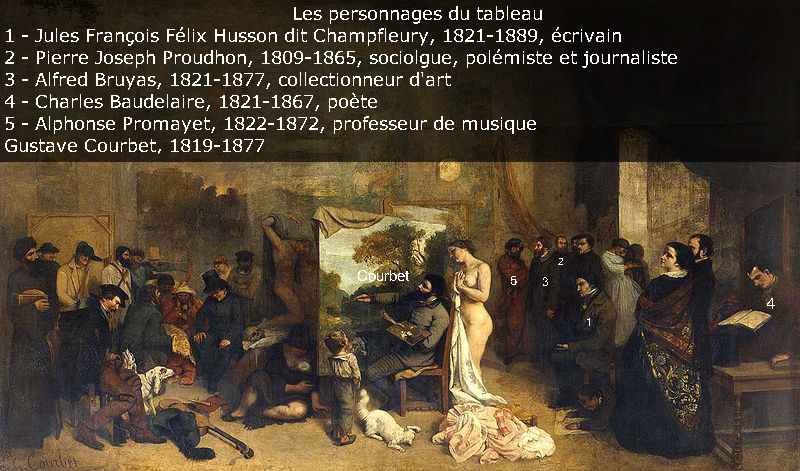 Les personnages du tableau
1 - Jules François Félix Husson dit Champfleury, 1821-1889, écrivain
2 - Pierre Joseph Proudhon, 1809-1865, sociolgue, polémiste et journaliste
3 - Alfred Bruyas, 1821-1877, collectionneur d'art
4 - Charles Baudelaire, 1821-1867, poète
5 - Alphonse Promayet, 1822-1872, professeur de musique
Gustave Courbet, 1819-1877
2
Courbet
5
3
4
1
G. Courbet